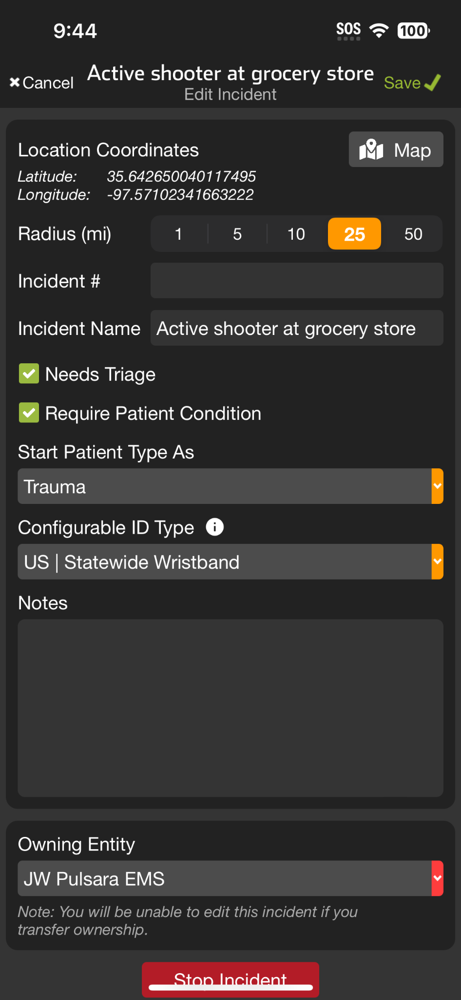 9:44
SOS
100
Cancel
Active shooter at grocery store
Save
Edit Incident
Location Coordinates
Map
Latitude: 35.642650040117495
Longitude: -97.57102341663222
Radius (mi) 1 5 10 25 50
Incident #
Incident Name Active shooter at grocery store
Needs Triage
Require Patient Condition
Start Patient Type As
Trauma
Configurable ID Type i
US | Statewide Wristband
Notes
Owning Entity
JW Pulsara EMS
Note: You will be unable to edit this incident if you
transfer ownership.
Stop Incident